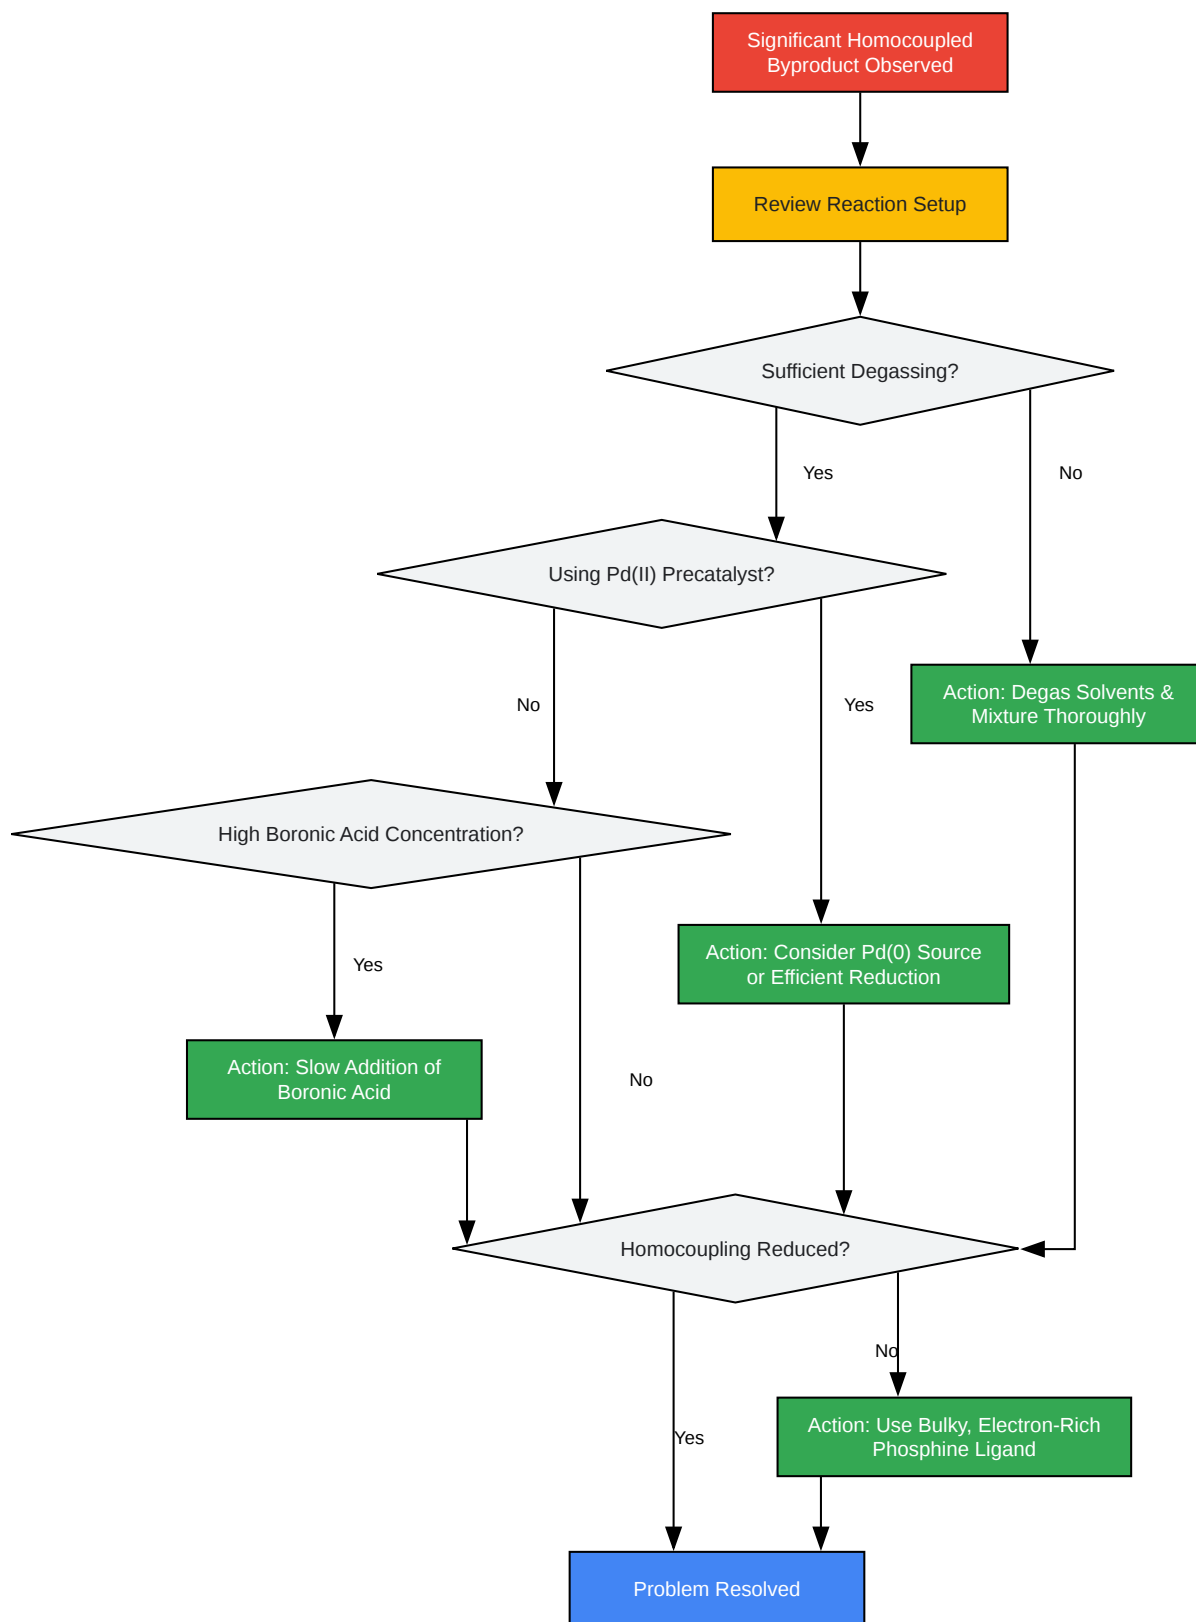 Significant Homocoupled
Byproduct Observed
Review Reaction Setup
Sufficient Degassing?
Yes
No
Using Pd(II) Precatalyst?
No
Yes
Action: Degas Solvents &
Mixture Thoroughly
High Boronic Acid Concentration?
Yes
Action: Consider Pd(0) Source
or Efficient Reduction
Action: Slow Addition of
Boronic Acid
No
Homocoupling Reduced?
No
Yes
Action: Use Bulky, Electron-Rich
Phosphine Ligand
Problem Resolved